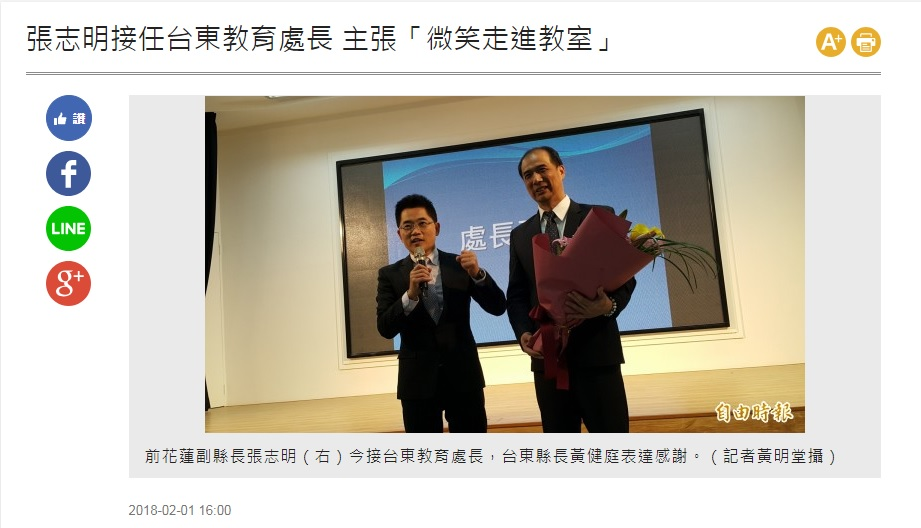 張志明接任台東教育處長 主張「微笑走進教室」
A+
讚
f
LINE
g+
處長
自由時報
前花蓮副縣長張志明（右）今接台東教育處長，台東縣長黃健庭表達感謝。（記者黃明堂攝）
2018-02-01 16:00